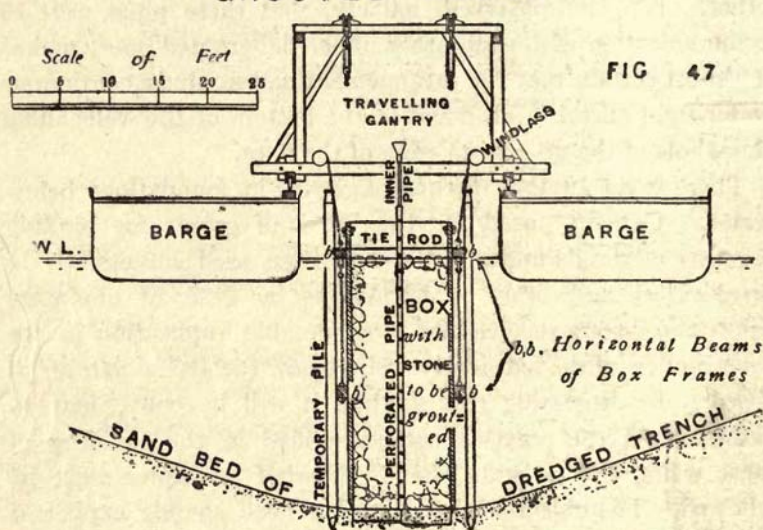 Scale of Feet
0 5 10 15 20 25
FIG 47
TRAVELLING
GANTRY
WINDLASS
INNER
PIPE
BARGE
TIE ROD
BARGE
W L.
b
b
BOX
with
STONE
to be
grout=
ed
b
b
b,b. Horizontal Beams
of Box Frames
TEMPORARY PILE
PERFORATED PIPE
SAND BED OF
DREDGED TRENCH